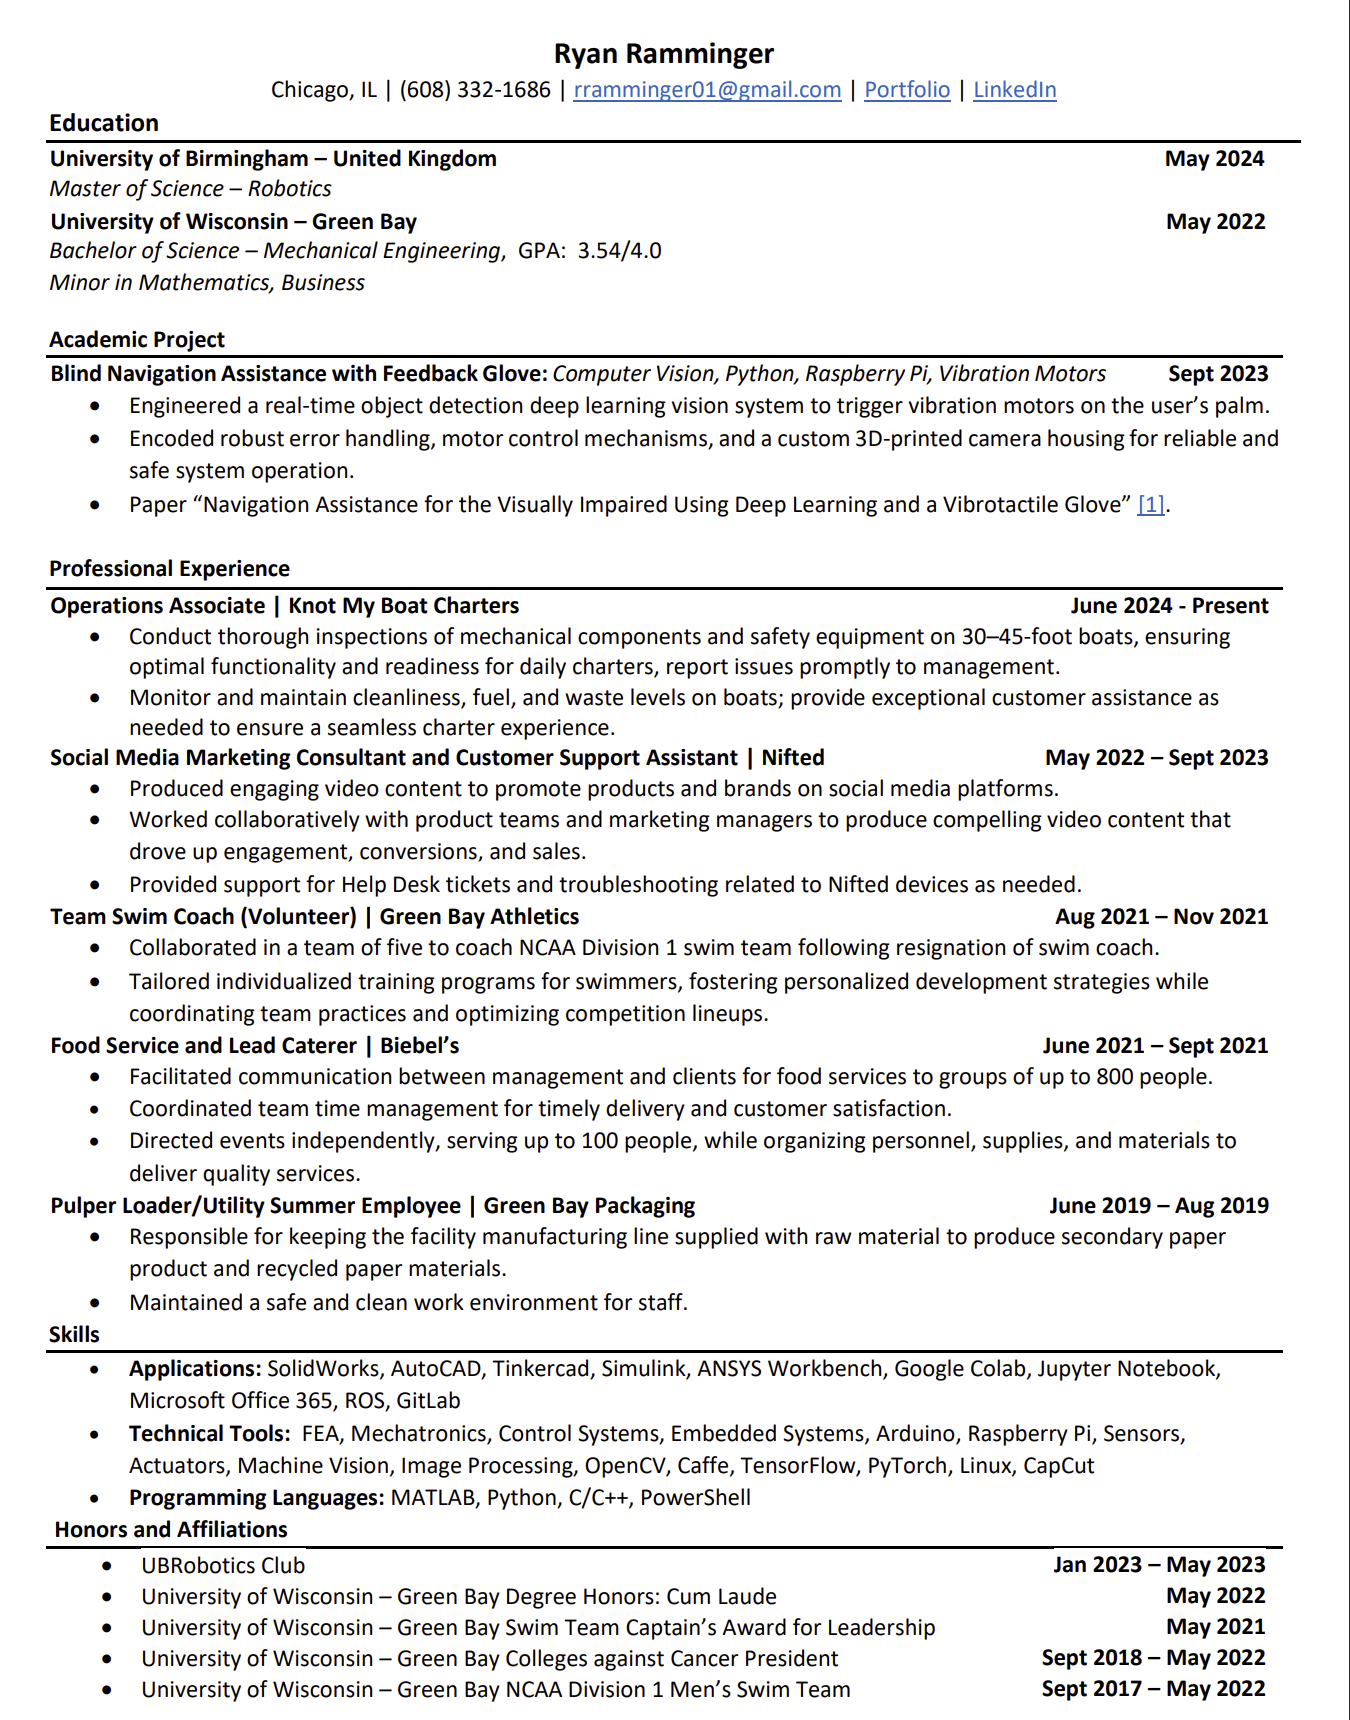 Ryan Ramminger
Chicago, IL | (608) 332-1686 | rramminger01@gmail.com | Portfolio | LinkedIn
Education
University of Birmingham – United Kingdom May 2024
Master of Science – Robotics
University of Wisconsin – Green Bay May 2022
Bachelor of Science – Mechanical Engineering, GPA: 3.54/4.0
Minor in Mathematics, Business
Academic Project
Blind Navigation Assistance with Feedback Glove: Computer Vision, Python, Raspberry Pi, Vibration Motors Sept 2023
• Engineered a real-time object detection deep learning vision system to trigger vibration motors on the user’s palm.
• Encoded robust error handling, motor control mechanisms, and a custom 3D-printed camera housing for reliable and
safe system operation.
• Paper “Navigation Assistance for the Visually Impaired Using Deep Learning and a Vibrotactile Glove” [1].
Professional Experience
Operations Associate | Knot My Boat Charters June 2024 - Present
• Conduct thorough inspections of mechanical components and safety equipment on 30–45-foot boats, ensuring
optimal functionality and readiness for daily charters, report issues promptly to management.
• Monitor and maintain cleanliness, fuel, and waste levels on boats; provide exceptional customer assistance as
needed to ensure a seamless charter experience.
Social Media Marketing Consultant and Customer Support Assistant | Nifted May 2022 – Sept 2023
• Produced engaging video content to promote products and brands on social media platforms.
• Worked collaboratively with product teams and marketing managers to produce compelling video content that
drove up engagement, conversions, and sales.
• Provided support for Help Desk tickets and troubleshooting related to Nifted devices as needed.
Team Swim Coach (Volunteer) | Green Bay Athletics Aug 2021 – Nov 2021
• Collaborated in a team of five to coach NCAA Division 1 swim team following resignation of swim coach.
• Tailored individualized training programs for swimmers, fostering personalized development strategies while
coordinating team practices and optimizing competition lineups.
Food Service and Lead Caterer | Biebel’s June 2021 – Sept 2021
• Facilitated communication between management and clients for food services to groups of up to 800 people.
• Coordinated team time management for timely delivery and customer satisfaction.
• Directed events independently, serving up to 100 people, while organizing personnel, supplies, and materials to
deliver quality services.
Pulper Loader/Utility Summer Employee | Green Bay Packaging June 2019 – Aug 2019
• Responsible for keeping the facility manufacturing line supplied with raw material to produce secondary paper
product and recycled paper materials.
• Maintained a safe and clean work environment for staff.
Skills
• Applications: SolidWorks, AutoCAD, Tinkercad, Simulink, ANSYS Workbench, Google Colab, Jupyter Notebook,
Microsoft Office 365, ROS, GitLab
• Technical Tools: FEA, Mechatronics, Control Systems, Embedded Systems, Arduino, Raspberry Pi, Sensors,
Actuators, Machine Vision, Image Processing, OpenCV, Caffe, TensorFlow, PyTorch, Linux, CapCut
• Programming Languages: MATLAB, Python, C/C++, PowerShell
Honors and Affiliations
• UBRobotics Club Jan 2023 – May 2023
• University of Wisconsin – Green Bay Degree Honors: Cum Laude May 2022
• University of Wisconsin – Green Bay Swim Team Captain’s Award for Leadership May 2021
• University of Wisconsin – Green Bay Colleges against Cancer President Sept 2018 – May 2022
• University of Wisconsin – Green Bay NCAA Division 1 Men’s Swim Team Sept 2017 – May 2022